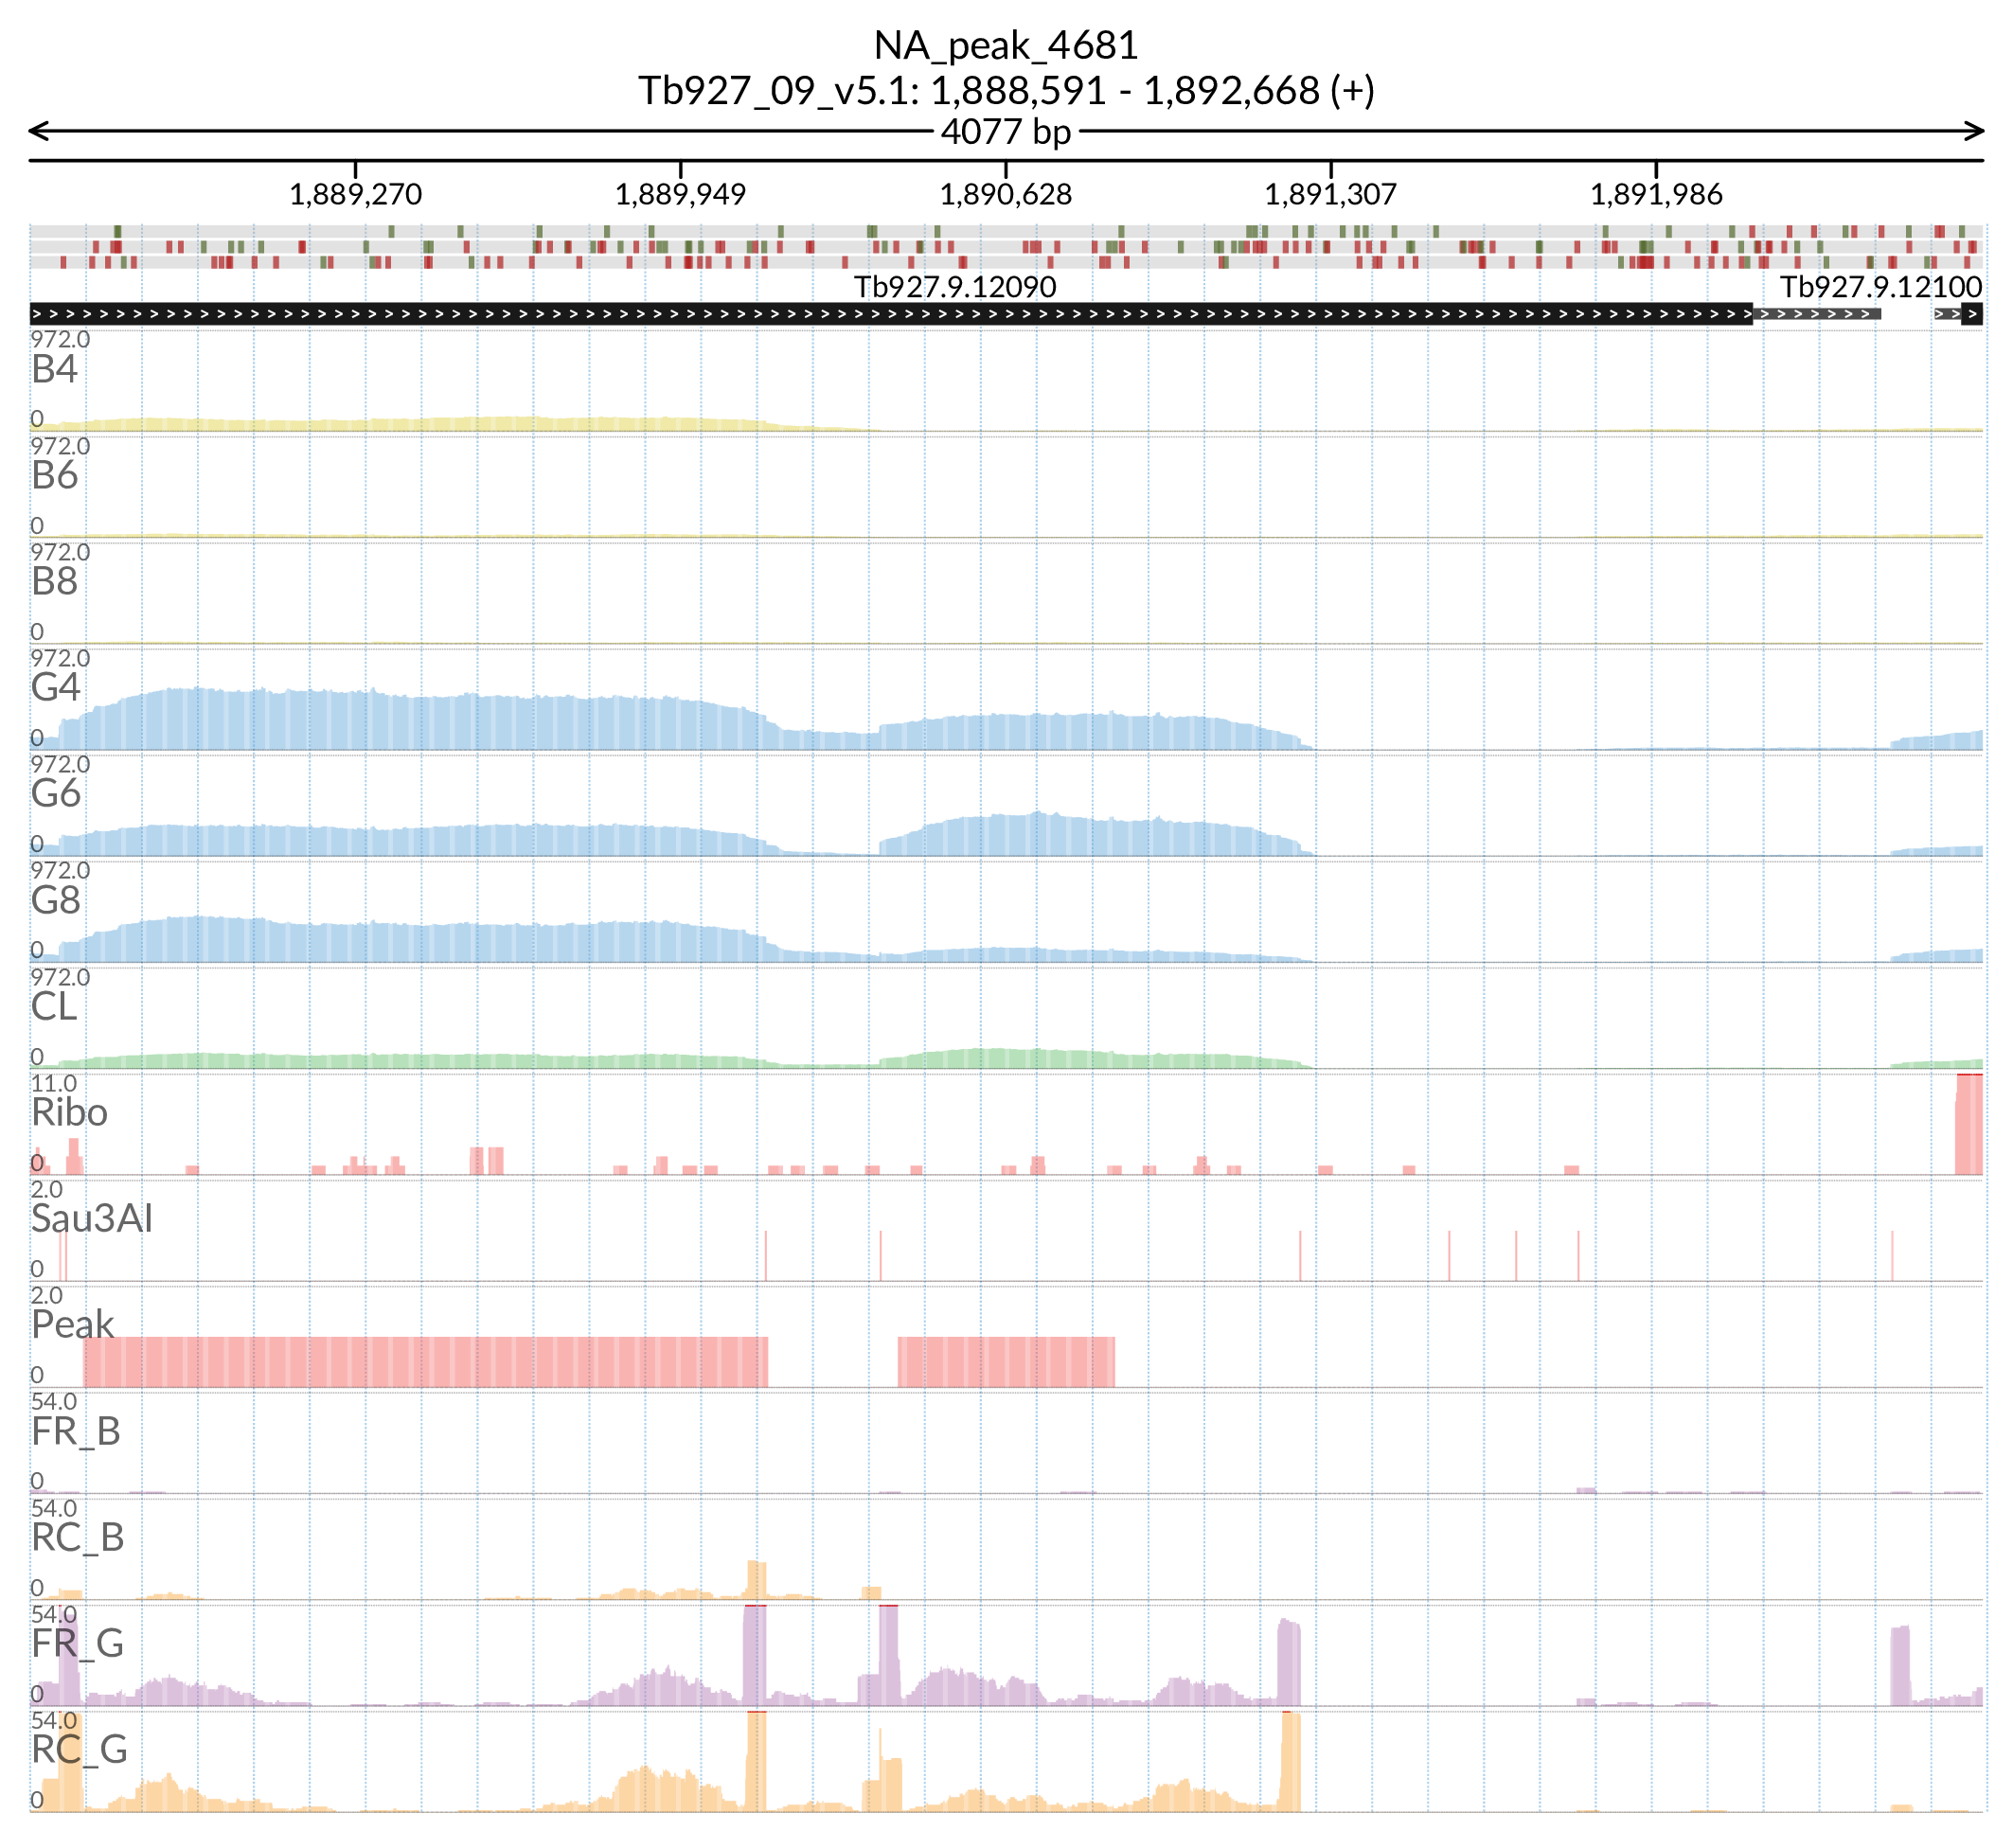 NA_peak_4681
Tb927_09_v5.1: 1,888,591 - 1,892,668 (+)
4077 bp
1,889,270 1,889,949 1,890,628 1,891,307 1,891,986
Tb927.9.12090 Tb927.9.12100
972.0
B4
0
972.0
B6
0
972.0
B8
0
972.0
G4
0
972.0
G6
0
972.0
G8
0
972.0
CL
0
11.0
Ribo
0
2.0
Sau3AI
0
2.0
Peak
0
54.0
FR_B
0
54.0
RC_B
0
54.0
FR_G
0
54.0
RC_G
0